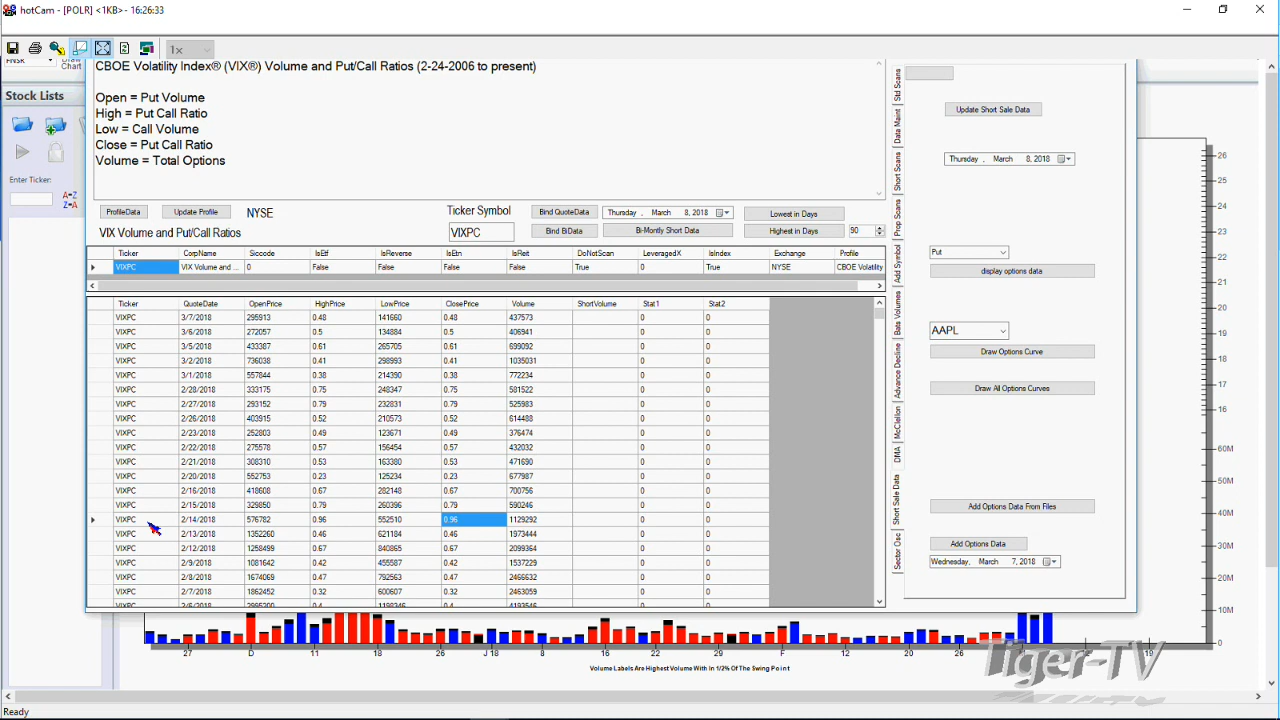 hotCam - [POLR] <1KB> - 16:26:33
1x
CBOE Volatility Index® (VIX®) Volume and Put/Call Ratios (2-24-2006 to present)
Open = Put Volume
High = Put Call Ratio
Low = Call Volume
Close = Put Call Ratio
Volume = Total Options
FNSR
Draw
Chart
Stock Lists
Enter Ticker:
A=Z
Z=A
ProfileData Update Profile NYSE Ticker Symbol Bind QuoteData Thursday , March 8, 2018 Lowest in Days
VIX Volume and Put/Call Ratios VIXPC Bind BiData Bi-Montly Short Data Highest in Days 90
Ticker CorpName Siccode IsEtf IsReverse IsEtn IsReit DoNotScan LeveragedX IsIndex Exchange Profile
VIXPC VIX Volume and ... 0 False False False False True 0 True NYSE CBOE Volatility
Ticker QuoteDate OpenPrice HighPrice LowPrice ClosePrice Volume ShortVolume Stat1 Stat2
VIXPC 3/7/2018 295913 0.48 141660 0.48 437573 0 0
VIXPC 3/6/2018 272057 0.5 134884 0.5 406941 0 0
VIXPC 3/5/2018 433387 0.61 265705 0.61 699092 0 0
VIXPC 3/2/2018 736038 0.41 298993 0.41 1035031 0 0
VIXPC 3/1/2018 557844 0.38 214390 0.38 772234 0 0
VIXPC 2/28/2018 333175 0.75 248347 0.75 581522 0 0
VIXPC 2/27/2018 293152 0.79 232831 0.79 525983 0 0
VIXPC 2/26/2018 403915 0.52 210573 0.52 614488 0 0
VIXPC 2/23/2018 252803 0.49 123671 0.49 376474 0 0
VIXPC 2/22/2018 275578 0.57 156454 0.57 432032 0 0
VIXPC 2/21/2018 308310 0.53 163380 0.53 471690 0 0
VIXPC 2/20/2018 552753 0.23 125234 0.23 677987 0 0
VIXPC 2/16/2018 418608 0.67 282148 0.67 700756 0 0
VIXPC 2/15/2018 329850 0.79 260396 0.79 590246 0 0
VIXPC 2/14/2018 576782 0.96 552510 0.96 1129292 0 0
VIXPC 2/13/2018 1352260 0.46 621184 0.46 1973444 0 0
VIXPC 2/12/2018 1258499 0.67 840865 0.67 2099364 0 0
VIXPC 2/9/2018 1081642 0.42 455587 0.42 1537229 0 0
VIXPC 2/8/2018 1674069 0.47 792563 0.47 2466632 0 0
VIXPC 2/7/2018 1862452 0.32 600607 0.32 2463059 0 0
VIXPC 2/6/2018 2995200 0.4 1198346 0.4 4193546 0 0
Std Scans
Data Maint
Short Scans
Prop Scans
Add Symbol
Bats Volumes
Advance Decline
McClellon
DMA
Short Sale Data
Sector Osc
Update Short Sale Data
Thursday , March 8, 2018
Put
display options data
AAPL
Draw Options Curve
Draw All Options Curves
Add Options Data From Files
Add Options Data
Wednesday, March 7, 2018
26
22
21
20
19
18
17
16
60M
50M
40M
30M
20M
10M
0
27 D 11 18 26 J 18 8 16 22 29 F 12 20 26 19
Volume Labels Are Highest Volume With In 1/2% Of The Swing Point
Tiger-TV
Ready